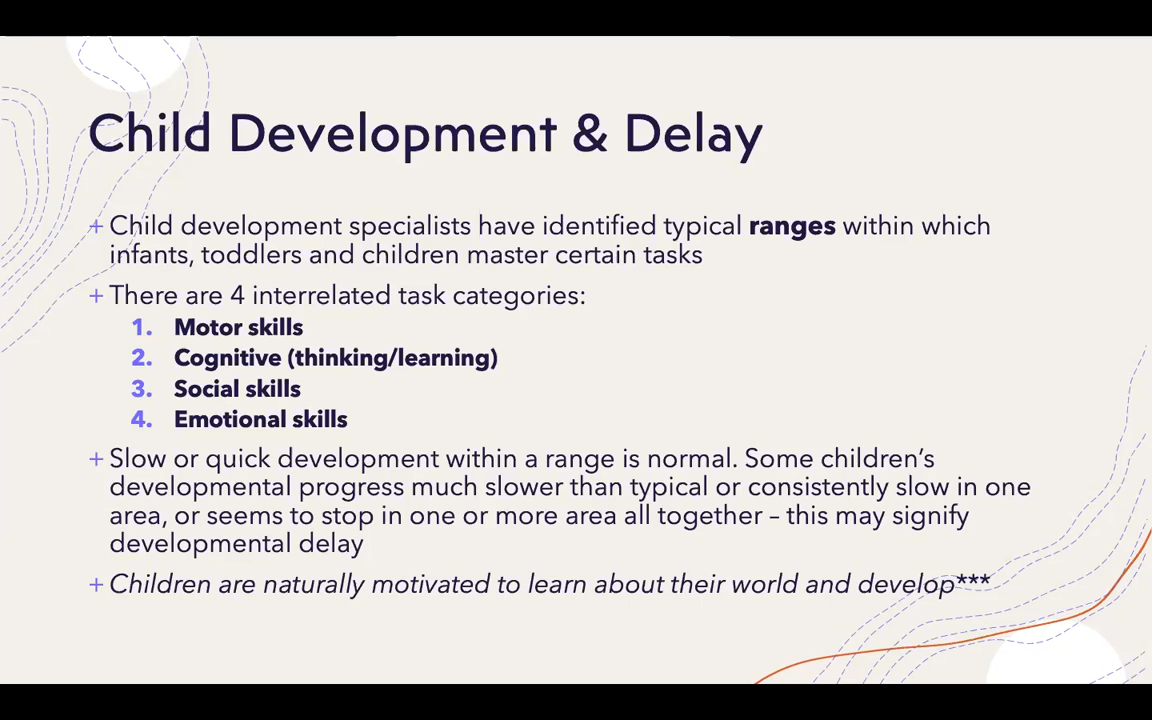 Child Development & Delay
+ Child development specialists have identified typical ranges within which
infants, toddlers and children master certain tasks
+ There are 4 interrelated task categories:
1. Motor skills
2. Cognitive (thinking/learning)
3. Social skills
4. Emotional skills
+ Slow or quick development within a range is normal. Some children’s
developmental progress much slower than typical or consistently slow in one
area, or seems to stop in one or more area all together – this may signify
developmental delay
+ Children are naturally motivated to learn about their world and develop***